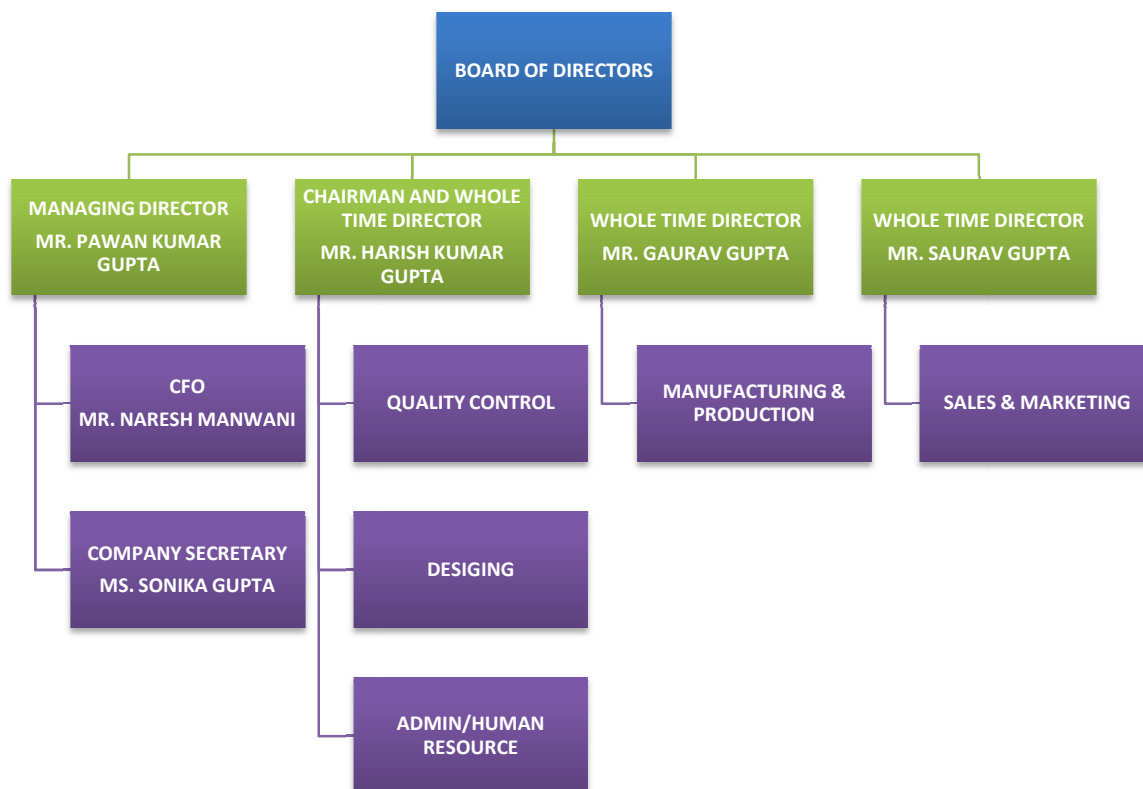 BOARD OF DIRECTORS
MANAGING DIRECTOR
MR. PAWAN KUMAR
GUPTA
CHAIRMAN AND WHOLE
TIME DIRECTOR
MR. HARISH KUMAR
GUPTA
WHOLE TIME DIRECTOR
MR. GAURAV GUPTA
WHOLE TIME DIRECTOR
MR. SAURAV GUPTA
CFO
MR. NARESH MANWANI
QUALITY CONTROL
MANUFACTURING &
PRODUCTION
SALES & MARKETING
COMPANY SECRETARY
MS. SONIKA GUPTA
DESIGING
ADMIN/HUMAN
RESOURCE